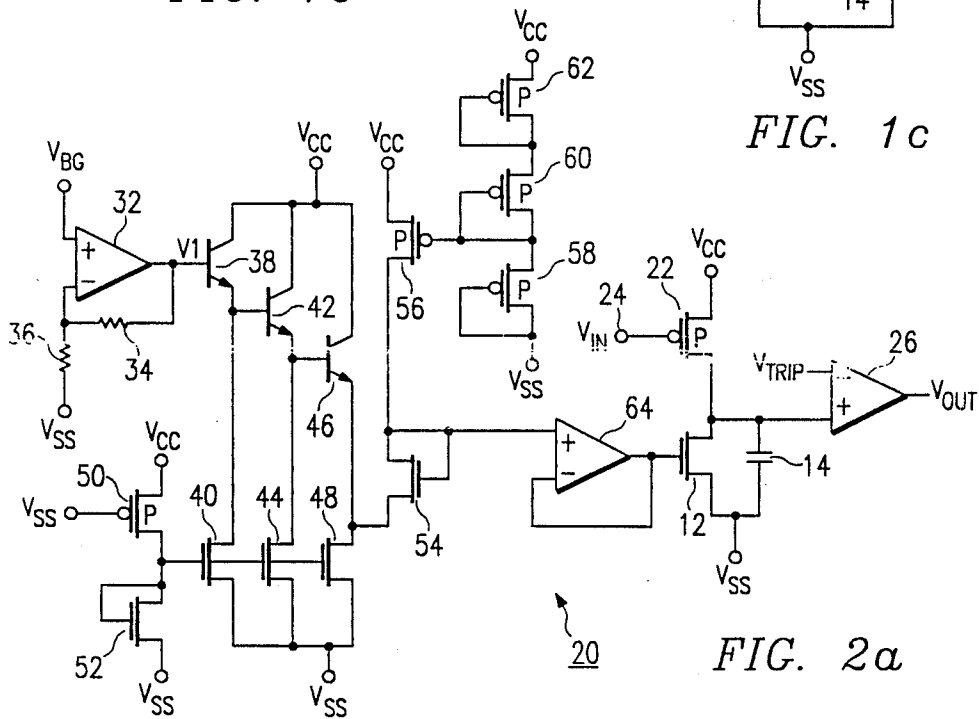 14
VSS
FIG. 1c
VCC
62
P
60
P
58
P
VSS
VCC
P
56
VBG
32
+
−
V1
38
VCC
42
46
36
34
VSS
VCC
50
VSS
P
52
VSS
40
44
48
VSS
54
64
+
−
VCC
22
24
VIN
P
12
14
VSS
VTRIP
26
+
VOUT
20
FIG. 2a